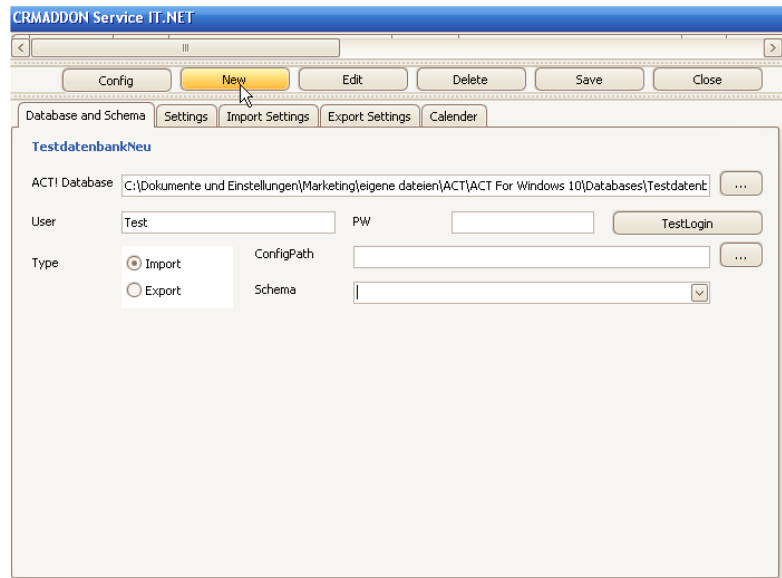 CRMADDON Service IT.NET
Config New Edit Delete Save Close
Database and Schema Settings Import Settings Export Settings Calender
TestdatenbankNeu
ACT! Database C:\Dokumente und Einstellungen\Marketing\eigene dateien\ACT\ACT For Windows 10\Databases\Testdatenb ...
User Test PW TestLogin
Type Import ConfigPath ...
Export Schema